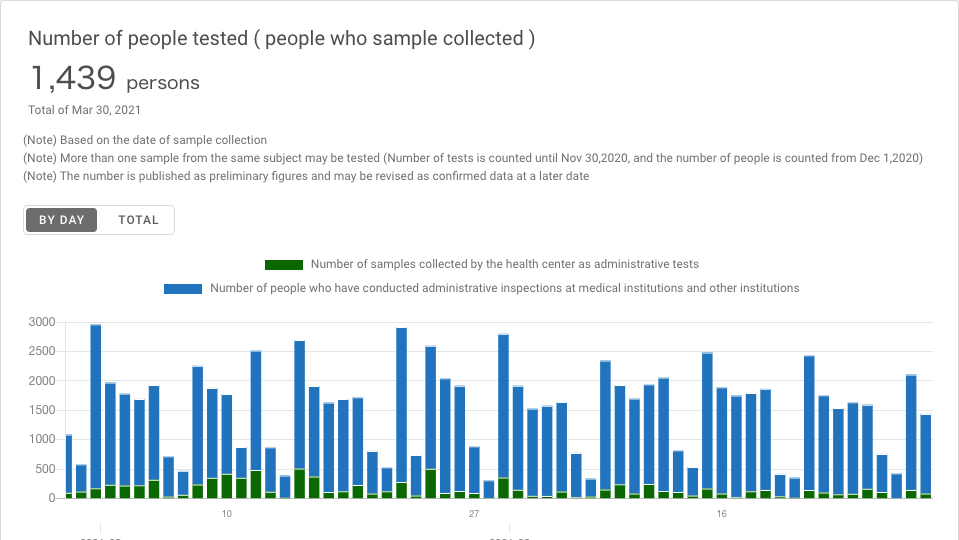 Number of people tested ( people who sample collected )
1,439 persons
Total of Mar 30, 2021
(Note) Based on the date of sample collection
(Note) More than one sample from the same subject may be tested (Number of tests is counted until Nov 30,2020, and the number of people is counted from Dec 1,2020)
(Note) The number is published as preliminary figures and may be revised as confirmed data at a later date
BY DAY TOTAL
Number of samples collected by the health center as administrative tests
Number of people who have conducted administrative inspections at medical institutions and other institutions
3000
2500
2000
1500
1000
500
0
10 27 16